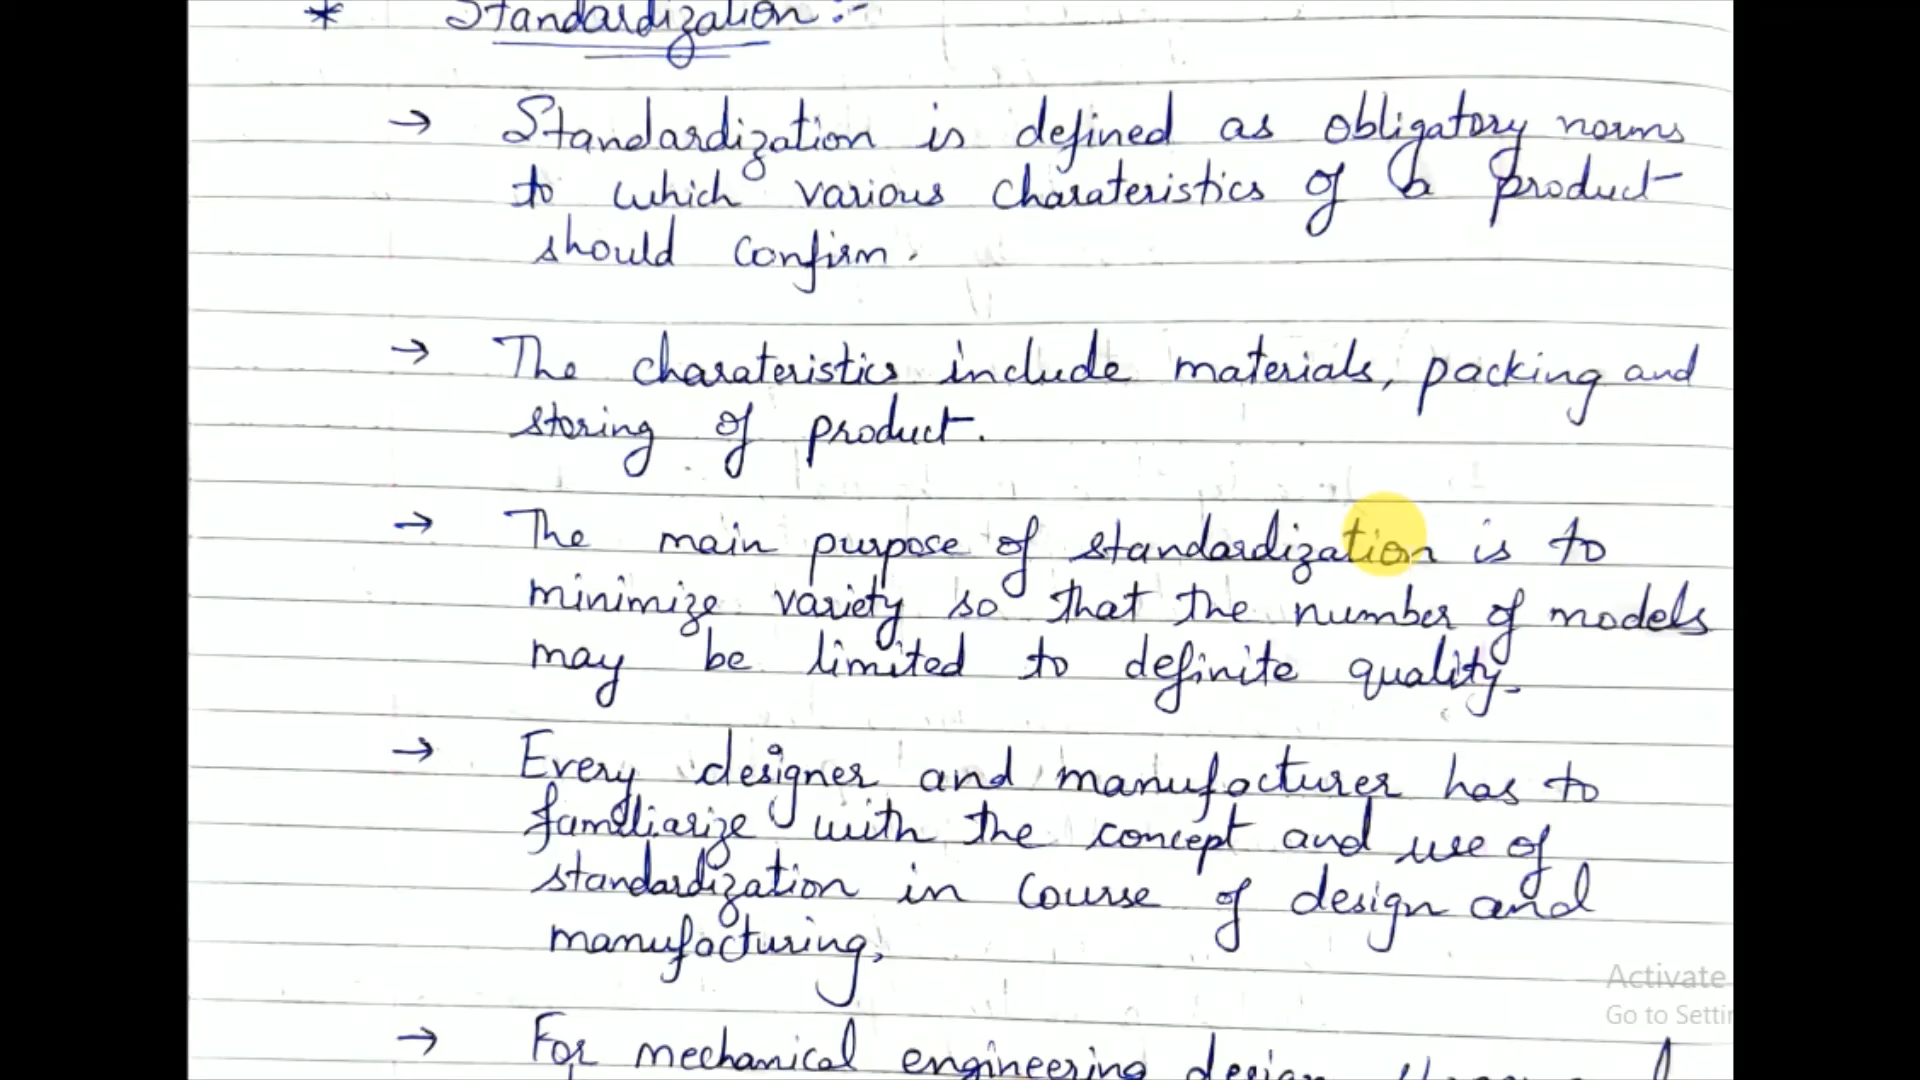 * Standardization :-
→ Standardization is defined as obligatory norms
to which various charateristics of a product
should confirm.
→ The charateristics include materials, packing and
storing of product.
→ The main purpose of standardization is to
minimize variety so that the number of models
may be limited to definite quality.
→ Every designer and manufacturer has to
familiarize with the concept and use of
standardization in course of design and
manufacturing,
Activate
Go to Settin
→ For mechanical engineering design